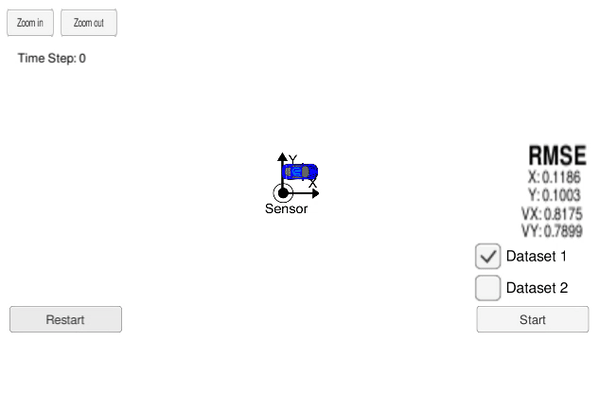 Zoom in
Zoom out
Time Step: 0
Y
X
Sensor
RMSE
X: 0.1186
Y: 0.1003
VX: 0.8175
VY: 0.7899
Dataset 1
Dataset 2
Restart
Start